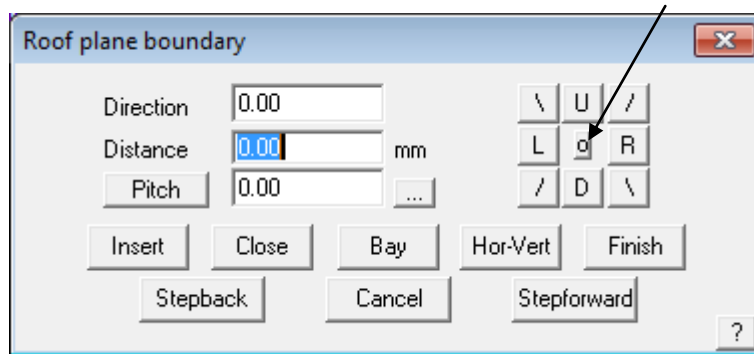 Roof plane boundary
Direction 0.00 \ U /
Distance 0.00 mm L o R
Pitch 0.00 ... / D \
Insert Close Bay Hor-Vert Finish
Stepback Cancel Stepforward
?